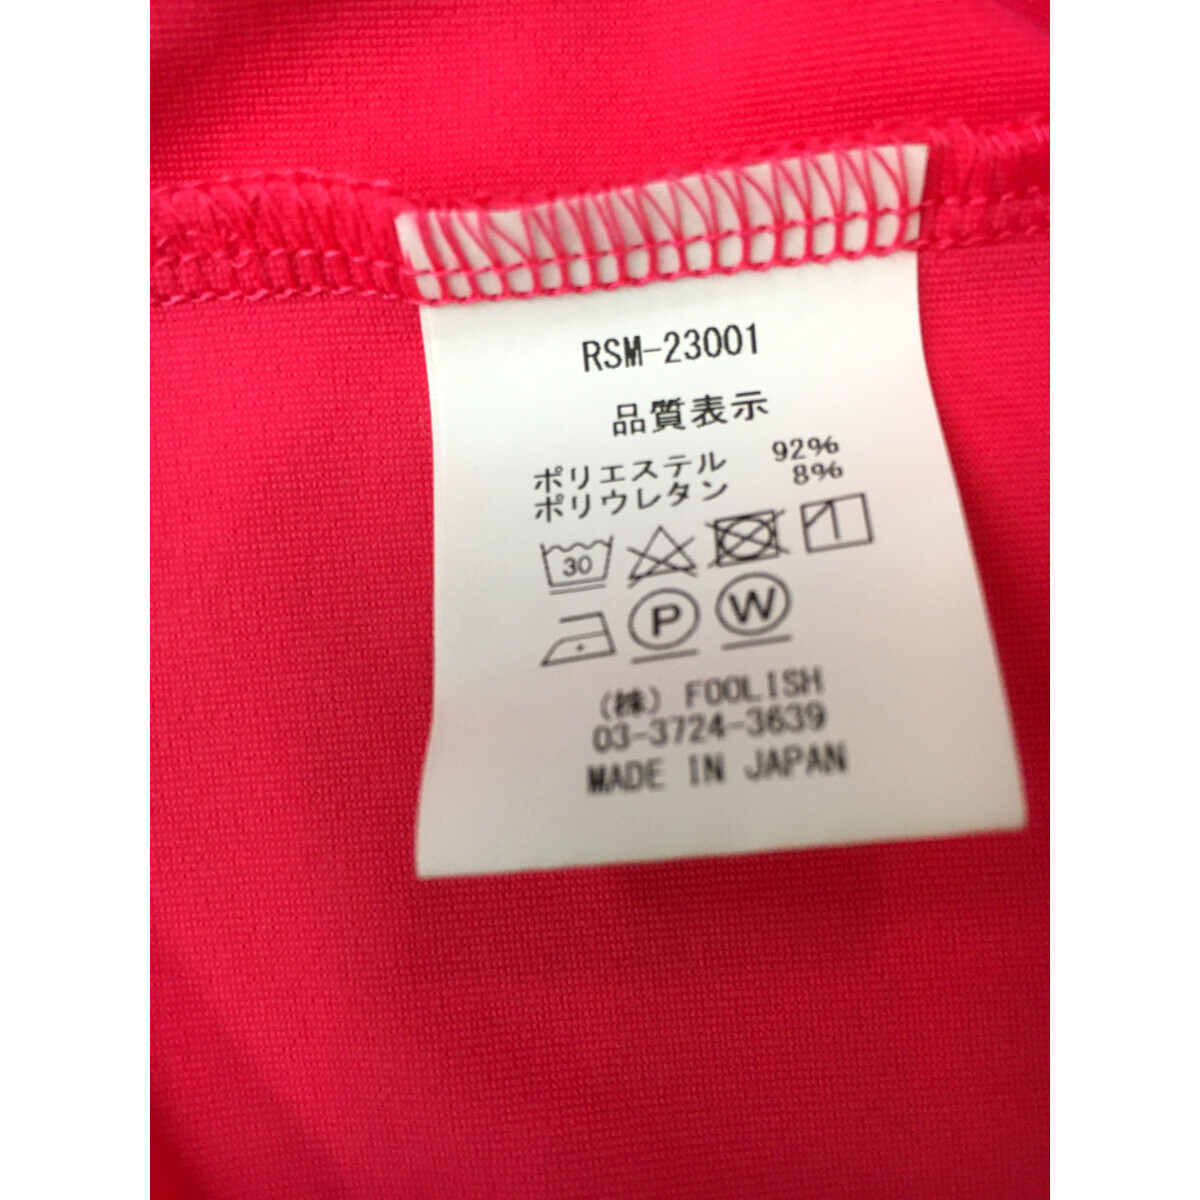 RSM-23001
品質表示
ポリエステル 92%
ポリウレタン 8%
30
P W
(株) FOOLISH
03-3724-3639
MADE IN JAPAN